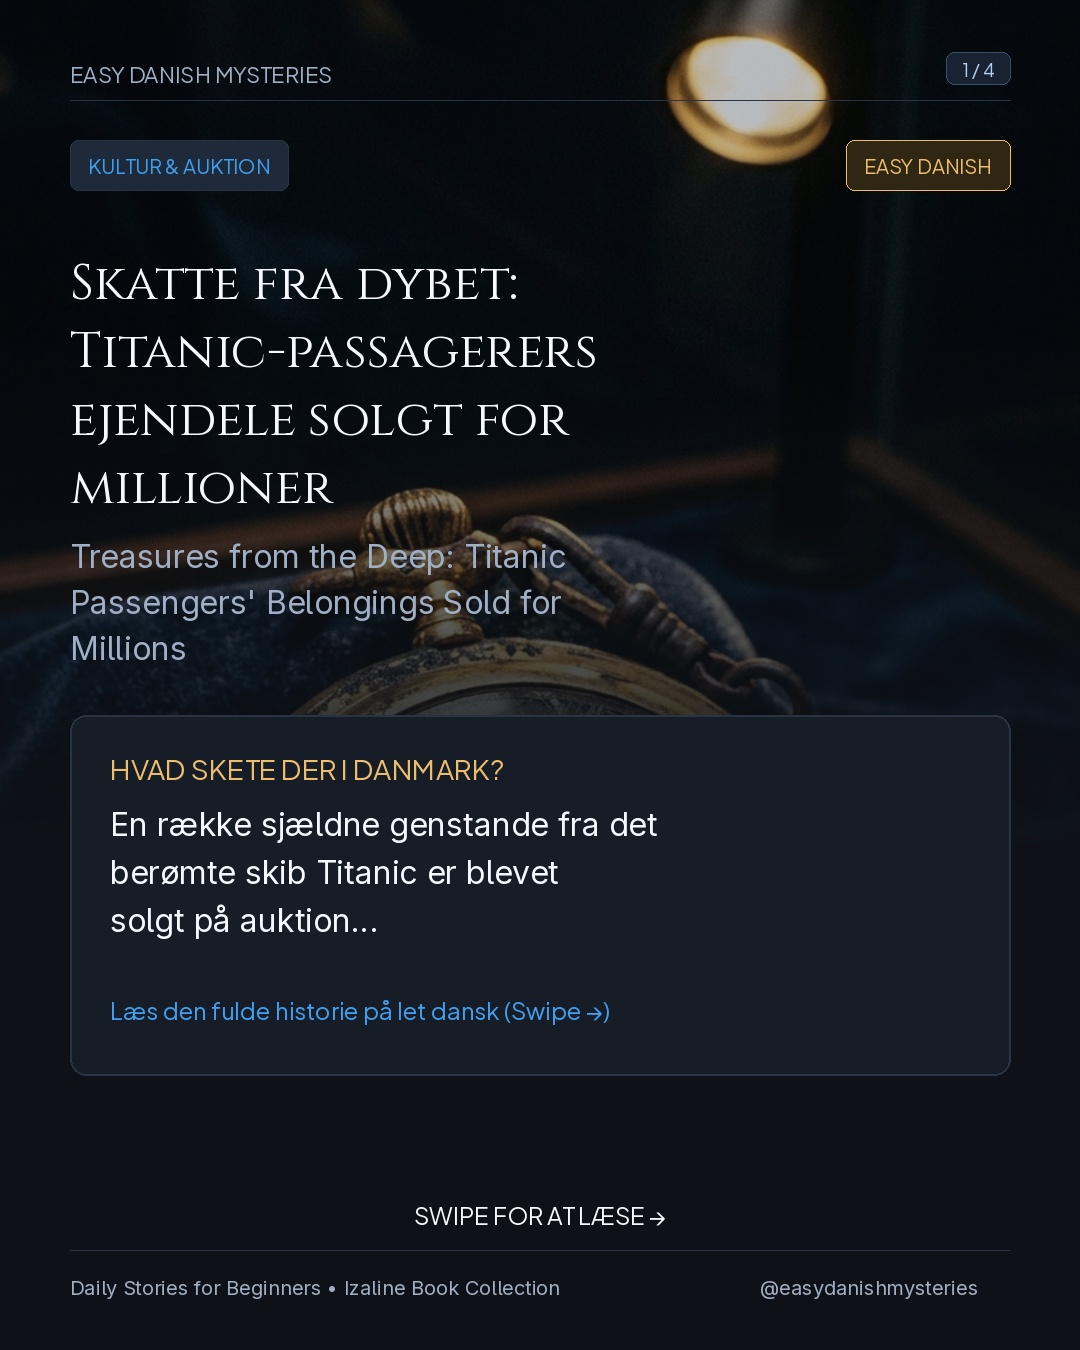 EASY DANISH MYSTERIES
1 / 4
KULTUR & AUKTION
EASY DANISH
SKATTE FRA DYBET:
TITANIC-PASSAGERERS
EJENDELE SOLGT FOR
MILLIONER
Treasures from the Deep: Titanic
Passengers' Belongings Sold for
Millions
HVAD SKETE DER I DANMARK?
En række sjældne genstande fra det
berømte skib Titanic er blevet
solgt på auktion...
Læs den fulde historie på let dansk (Swipe →)
SWIPE FOR AT LÆSE →
Daily Stories for Beginners • Izaline Book Collection
@easydanishmysteries